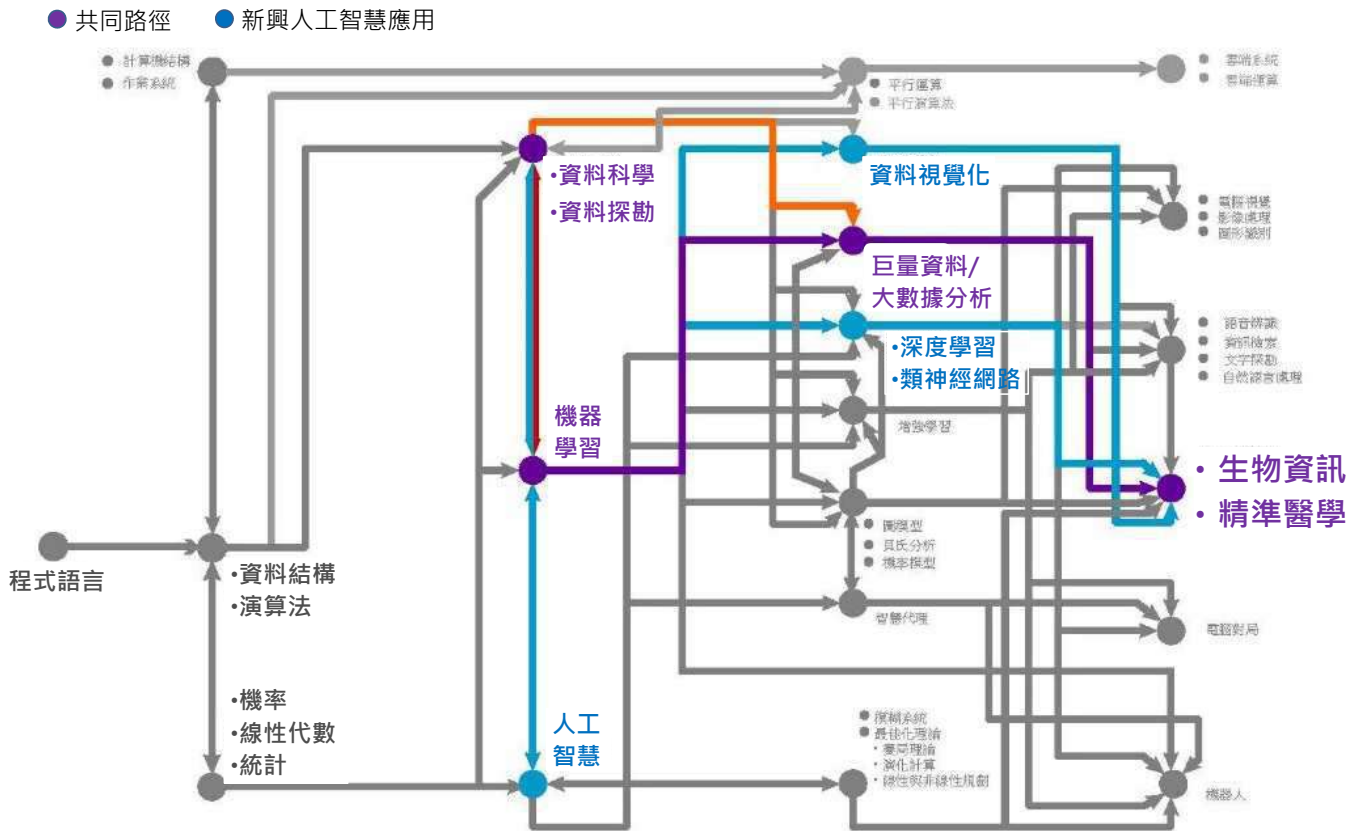 共同路徑
新興人工智慧應用
計算機結構
作業系統
平行運算
平行演算法
雲端系統
雲端運算
•資料科學
•資料探勘
資料視覺化
電腦視覺
影像處理
圖形識別
巨量資料/
大數據分析
•深度學習
•類神經網路
語音辨識
資訊檢索
文字探勘
自然語言處理
機器
學習
增強學習
• 生物資訊
• 精準醫學
圖模型
貝氏分析
機率模型
程式語言
•資料結構
•演算法
智慧代理
電腦對局
•機率
•線性代數
•統計
人工
智慧
模糊系統
最佳化理論
•賽局理論
•演化計算
•線性與非線性規劃
機器人